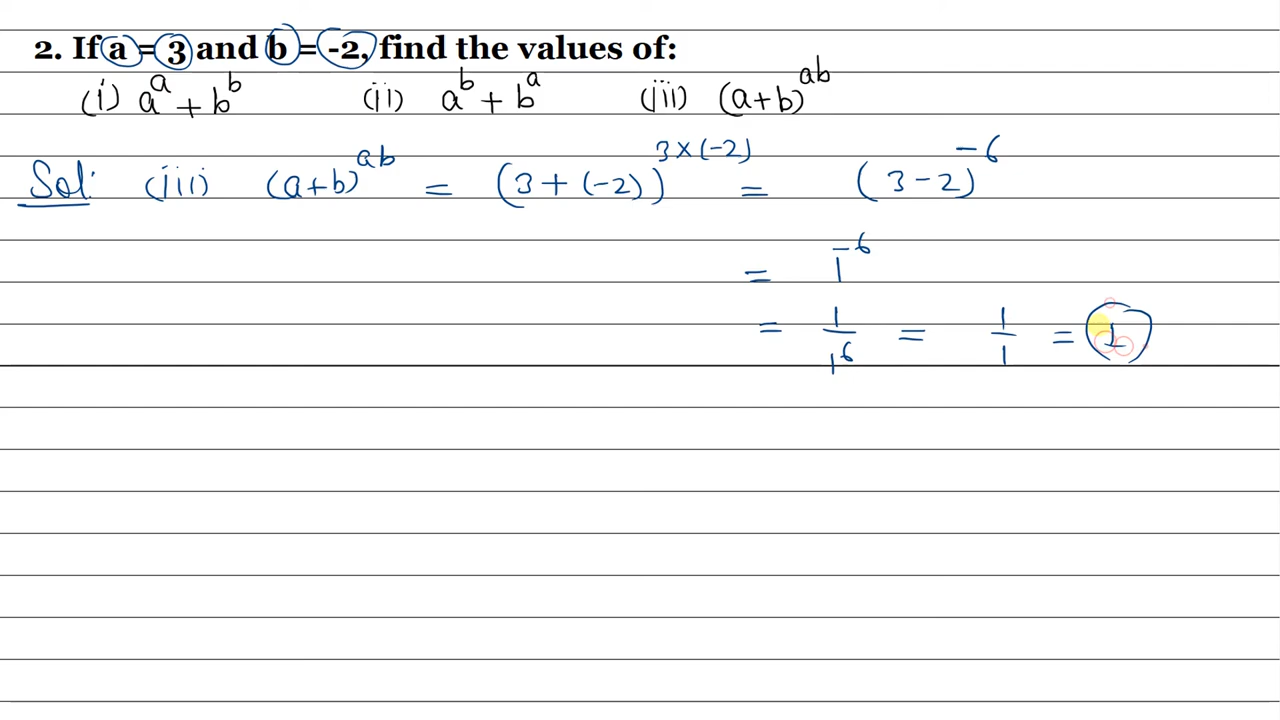 2. If a = 3 and b = -2, find the values of:
(i) a^a + b^b (ii) a^b + b^a (iii) (a+b)^ab
Sol: (iii) (a+b)^ab = (3 + (-2))^3×(-2) = (3-2)^-6
= 1^-6
= 1/1^6 = 1/1 = 1